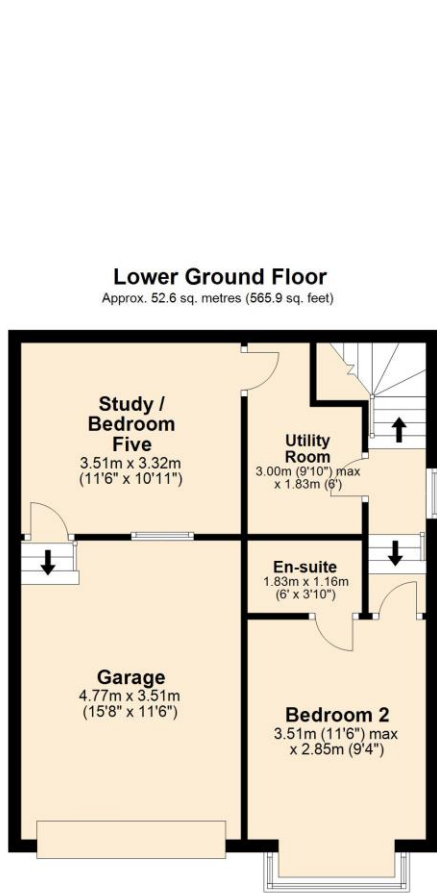 Lower Ground Floor
Approx. 52.6 sq. metres (565.9 sq. feet)
Study /
Bedroom
Five
3.51m x 3.32m
(11'6" x 10'11")
Utility
Room
3.00m (9'10") max
x 1.83m (6')
En-suite
1.83m x 1.16m
(6' x 3'10")
Garage
4.77m x 3.51m
(15'8" x 11'6")
Bedroom 2
3.51m (11'6") max
x 2.85m (9'4")